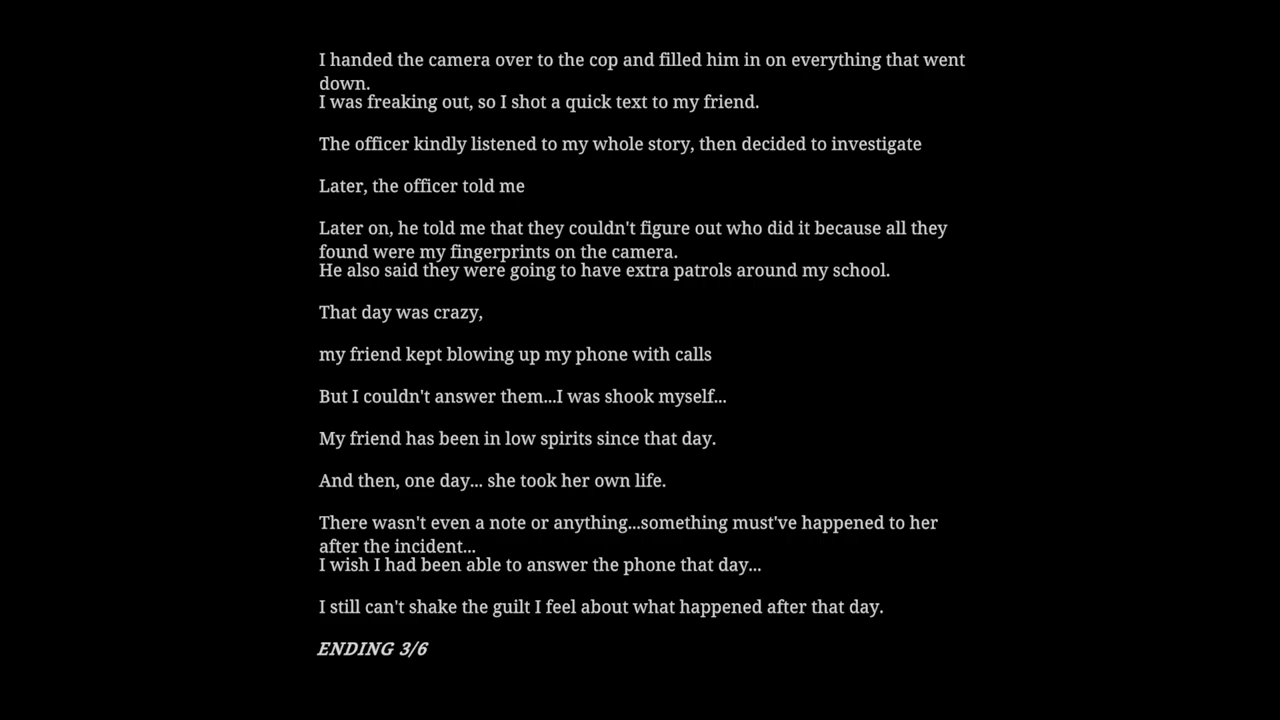 I handed the camera over to the cop and filled him in on everything that went
down.
I was freaking out, so I shot a quick text to my friend.
The officer kindly listened to my whole story, then decided to investigate
Later, the officer told me
Later on, he told me that they couldn't figure out who did it because all they
found were my fingerprints on the camera.
He also said they were going to have extra patrols around my school.
That day was crazy,
my friend kept blowing up my phone with calls
But I couldn't answer them...I was shook myself...
My friend has been in low spirits since that day.
And then, one day... she took her own life.
There wasn't even a note or anything...something must've happened to her
after the incident...
I wish I had been able to answer the phone that day...
I still can't shake the guilt I feel about what happened after that day.
ENDING 3/6